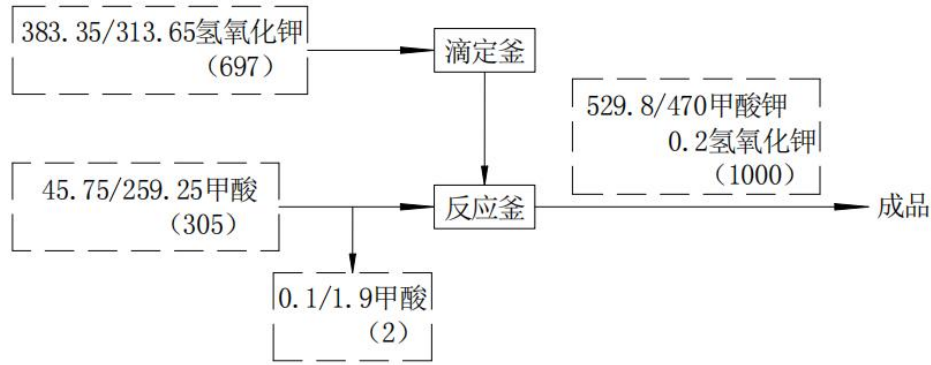 383.35/313.65氢氧化钾
(697)
滴定釜
529.8/470甲酸钾
0.2氢氧化钾
(1000)
45.75/259.25甲酸
(305)
反应釜
成品
0.1/1.9甲酸
(2)